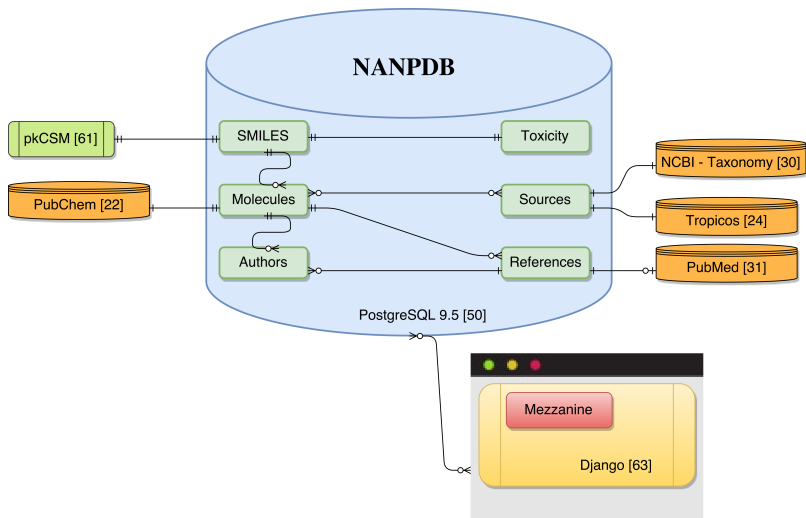 NANPDB
pkCSM [61]
SMILES
Toxicity
NCBI - Taxonomy [30]
PubChem [22]
Molecules
Sources
Tropicos [24]
Authors
References
PubMed [31]
PostgreSQL 9.5 [50]
Mezzanine
Django [63]